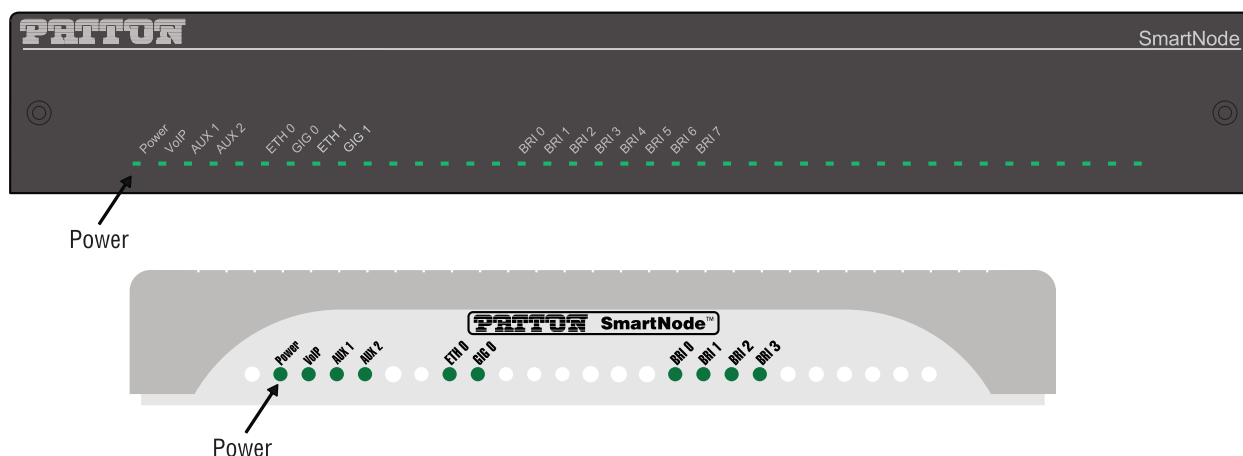 PATTON
SmartNode
Power VoIP AUX 1 AUX 2 ETH 0 GIG 0 ETH 1 GIG 1 BRI 0 BRI 1 BRI 2 BRI 3 BRI 4 BRI 5 BRI 6 BRI 7
Power
PATTON SmartNode™
Power VoIP AUX 1 AUX 2 ETH 0 GIG 0 BRI 0 BRI 1 BRI 2 BRI 3
Power